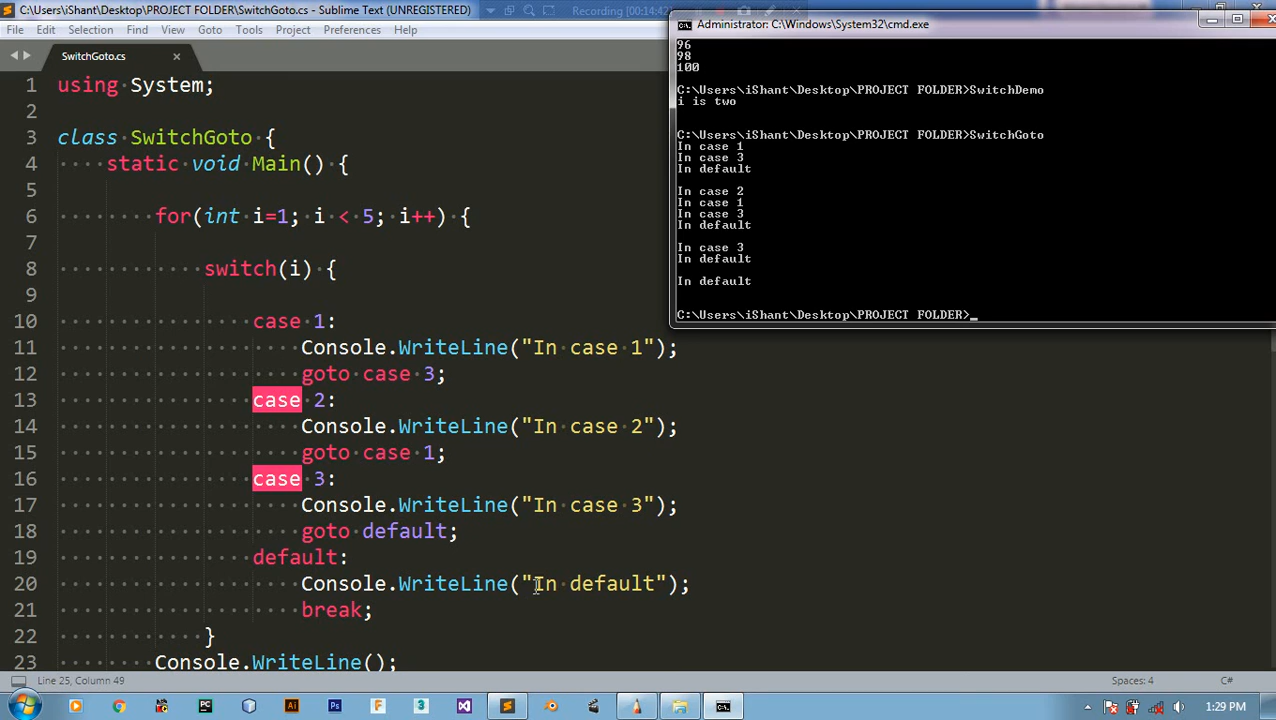 C:\Users\iShant\Desktop\PROJECT FOLDER\SwitchGoto.cs - Sublime Text (UNREGISTERED)
Recording [00:14:42]
File Edit Selection Find View Goto Tools Project Preferences Help
SwitchGoto.cs
1 using System;
2
3 class SwitchGoto {
4 static void Main() {
5
6 for(int i=1; i < 5; i++) {
7
8 switch(i) {
9
10 case 1:
11 Console.WriteLine("In case 1");
12 goto case 3;
13 case 2:
14 Console.WriteLine("In case 2");
15 goto case 1;
16 case 3:
17 Console.WriteLine("In case 3");
18 goto default;
19 default:
20 Console.WriteLine("In default");
21 break;
22 }
23 Console.WriteLine();
Administrator: C:\Windows\System32\cmd.exe
96
98
100
C:\Users\iShant\Desktop\PROJECT FOLDER>SwitchDemo
i is two
C:\Users\iShant\Desktop\PROJECT FOLDER>SwitchGoto
In case 1
In case 3
In default
In case 2
In case 1
In case 3
In default
In case 3
In default
In default
C:\Users\iShant\Desktop\PROJECT FOLDER>_
Line 25, Column 49
Spaces: 4
C#
PC
Ai
Ps
F
3
1:29 PM